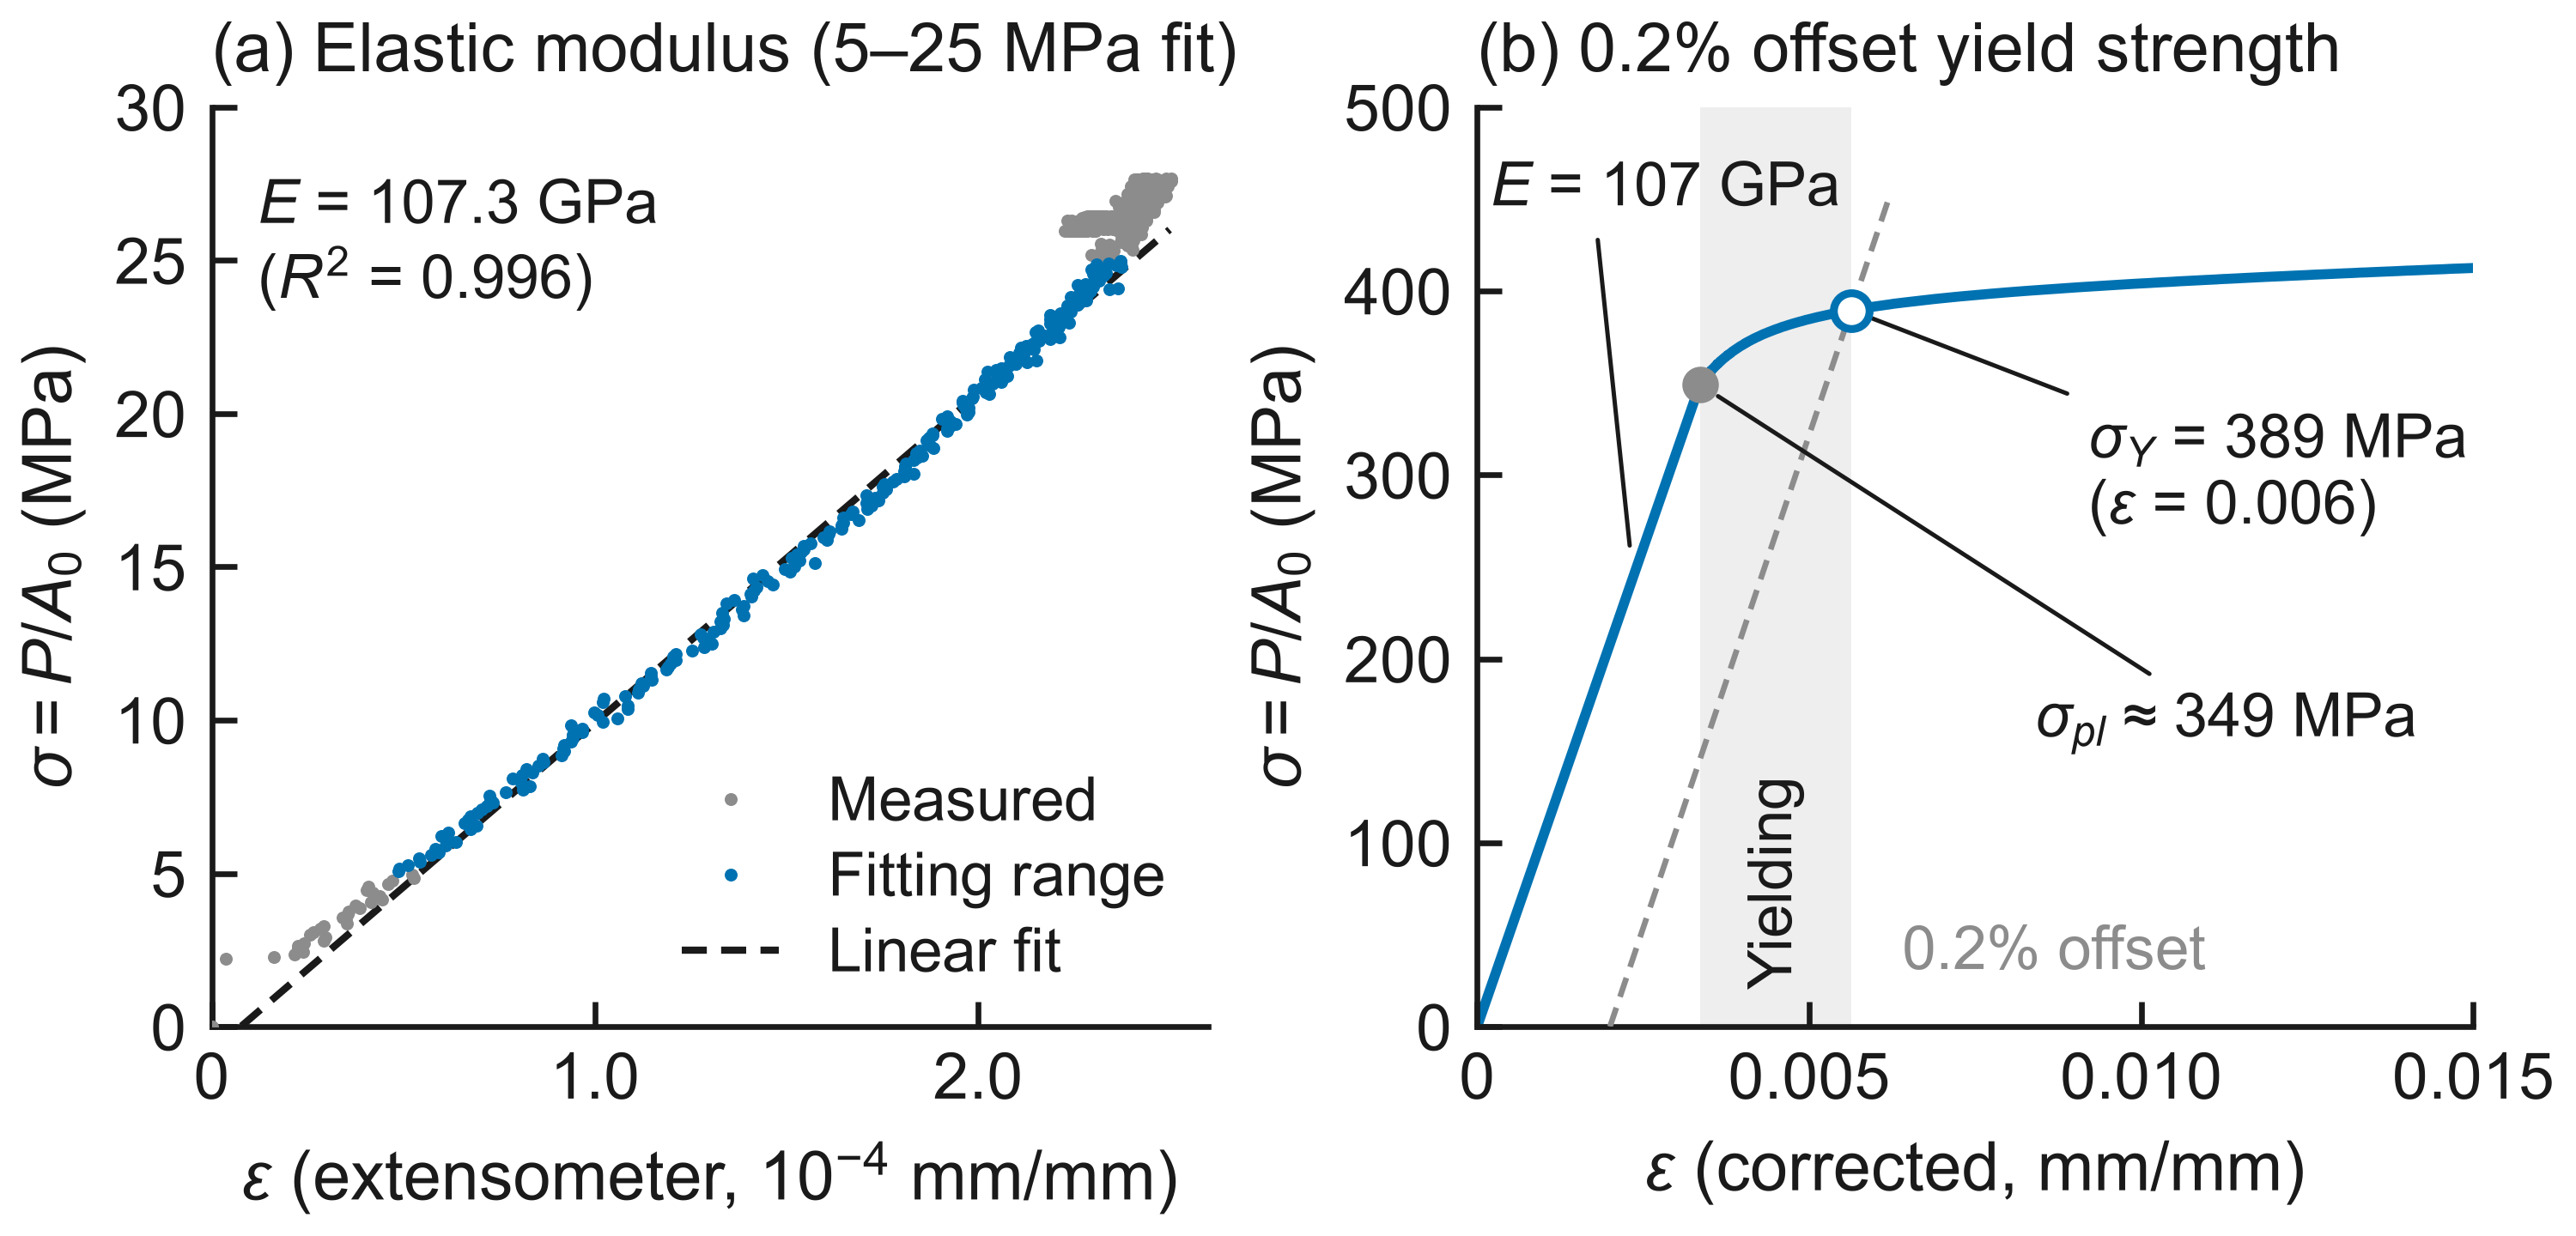 (a) Elastic modulus (5–25 MPa fit)
σ = P/A₀ (MPa)
30
25
20
15
10
5
0
E = 107.3 GPa
(R² = 0.996)
Measured
Fitting range
Linear fit
0
1.0
2.0
ε (extensometer, 10⁻⁴ mm/mm)
(b) 0.2% offset yield strength
σ = P/A₀ (MPa)
500
400
300
200
100
0
E = 107 GPa
σ_Y = 389 MPa
(ε = 0.006)
σ_pl ≈ 349 MPa
Yielding
0.2% offset
0
0.005
0.010
0.015
ε (corrected, mm/mm)